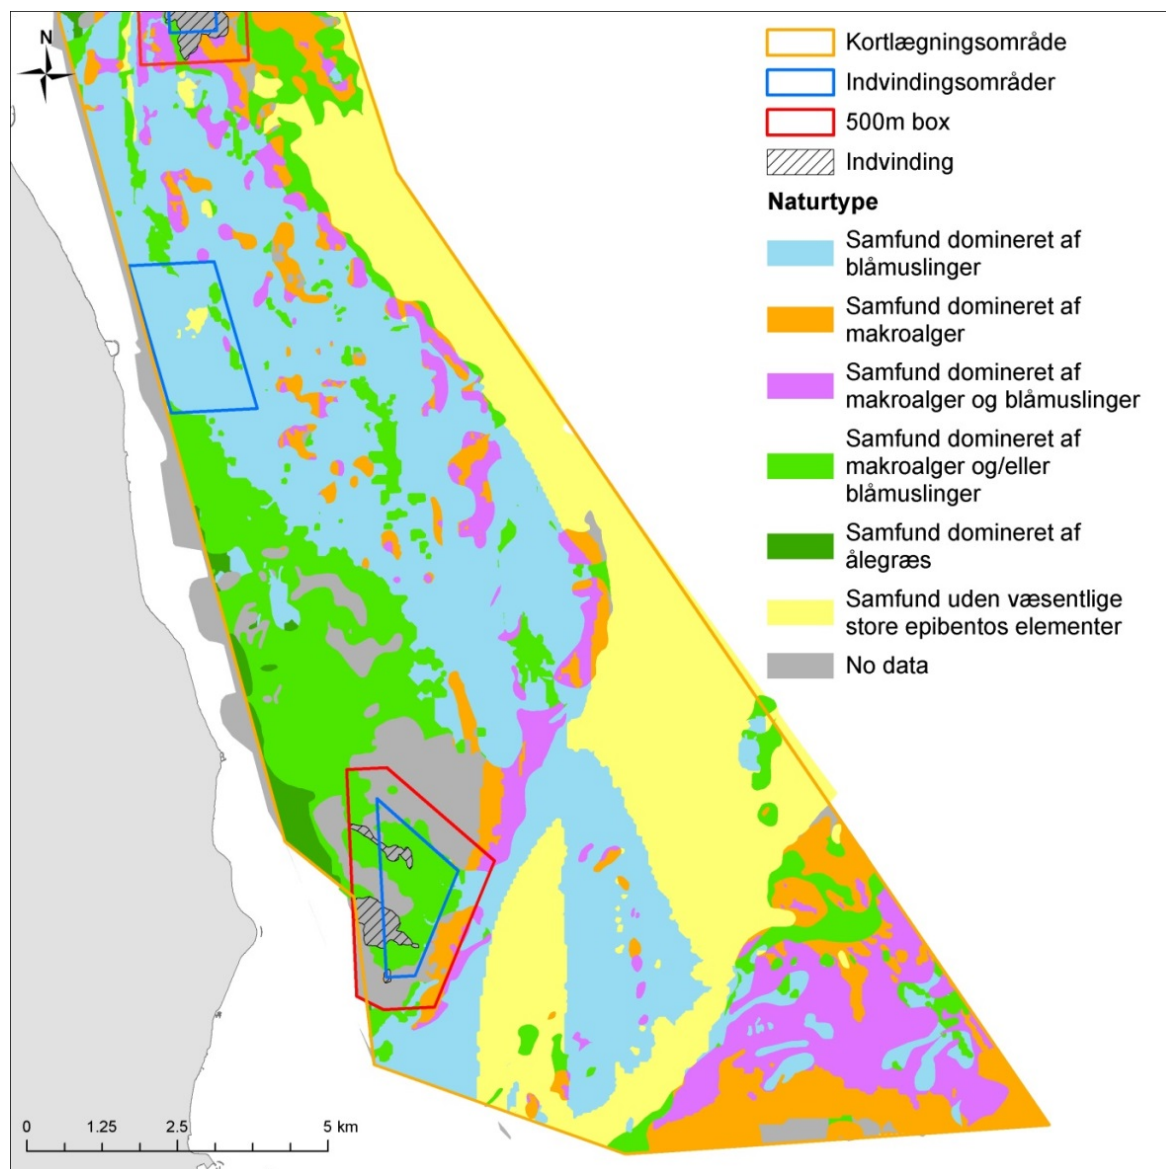 N
Kortlægningsområde
Indvindingsområder
500m box
Indvinding
Naturtype
Samfund domineret af
blåmuslinger
Samfund domineret af
makroalger
Samfund domineret af
makroalger og blåmuslinger
Samfund domineret af
makroalger og/eller
blåmuslinger
Samfund domineret af
ålegræs
Samfund uden væsentlige
store epibentos elementer
No data
0 1.25 2.5 5 km